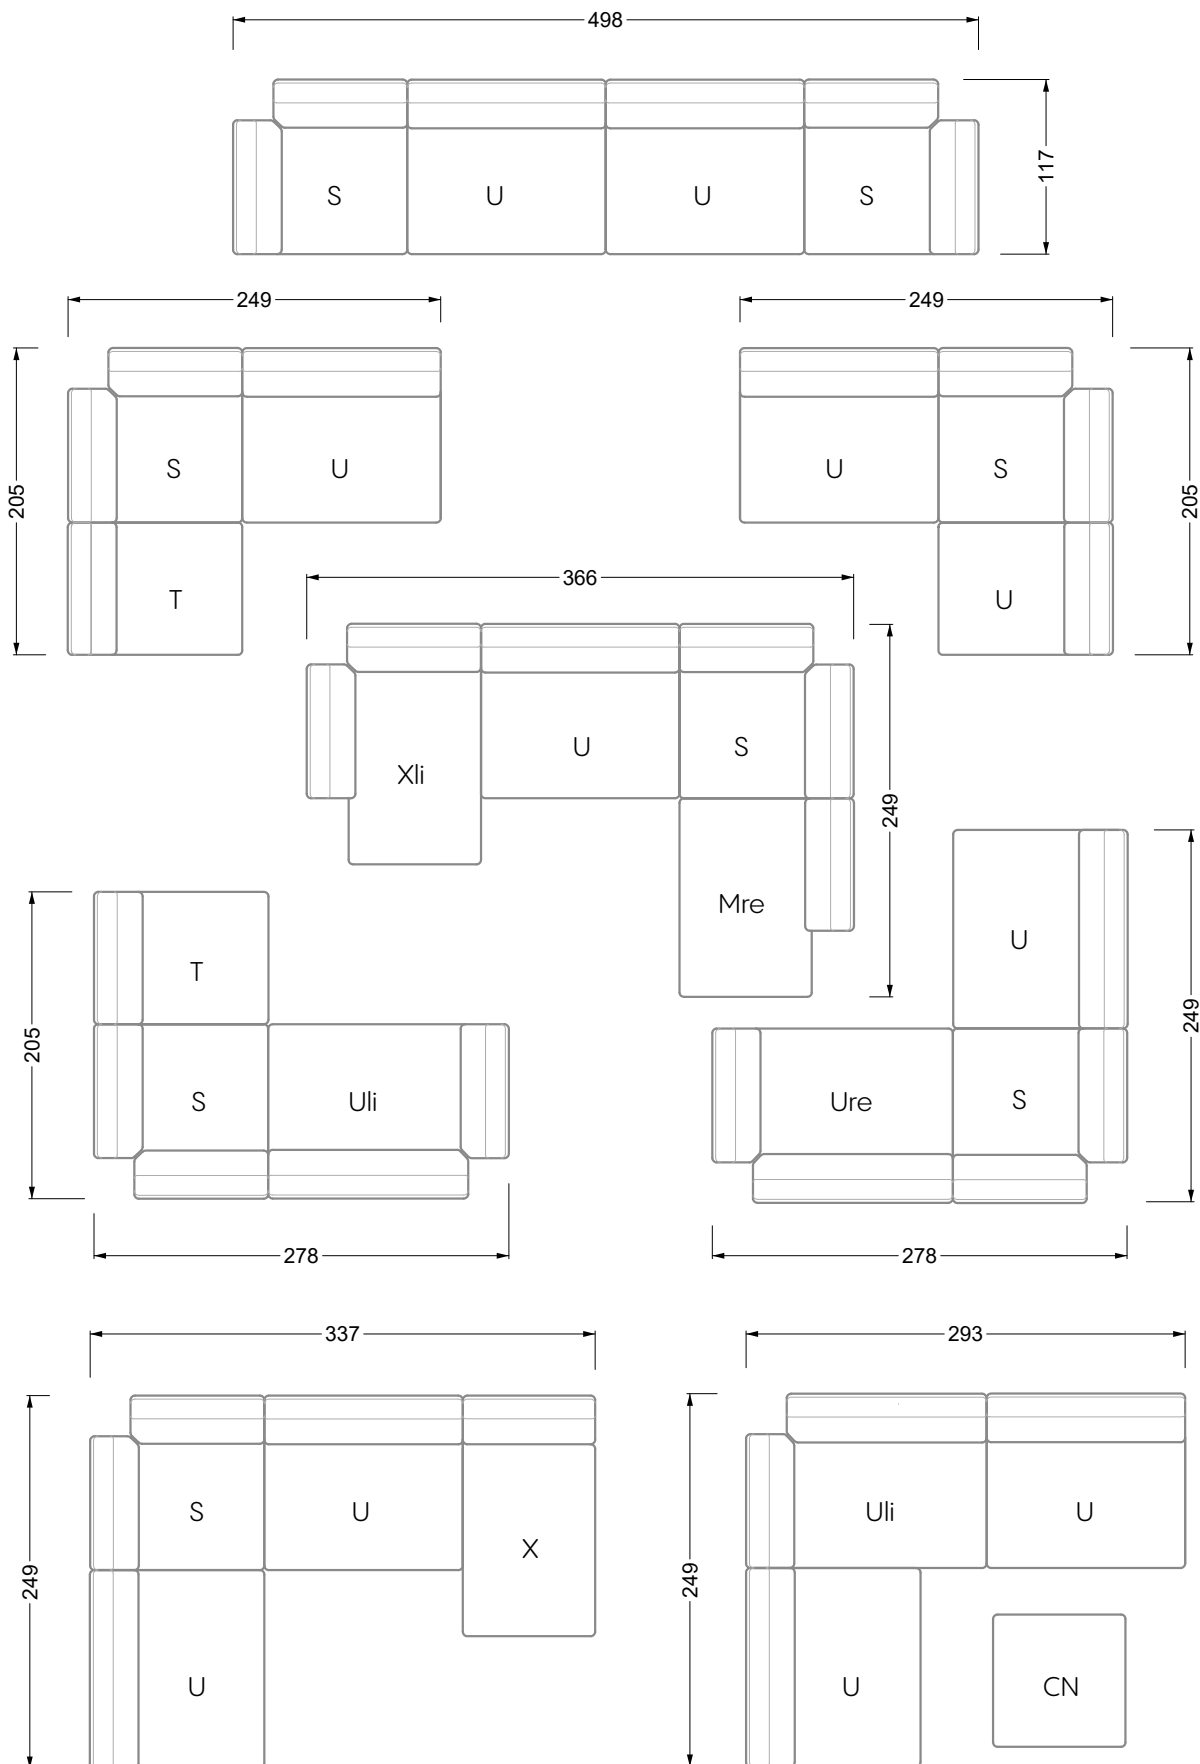 498
S U U S
117
249
249
S U
205
T
U S
205
U
366
Xli U S
249
Mre
T
205
S Uli
278
U
249
Ure S
278
337
S U X
249
U
293
Uli U
249
U CN